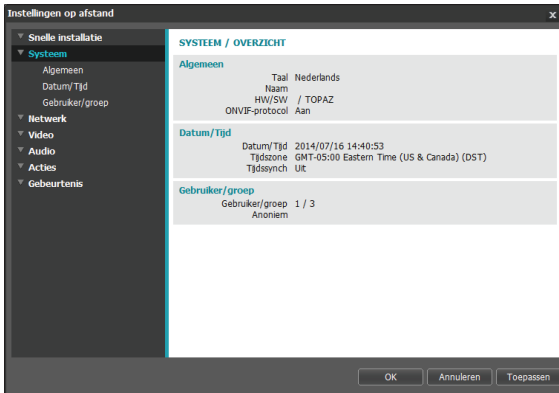 Instellingen op afstand
x
Snelle installatie
Systeem
Algemeen
Datum/Tijd
Gebruiker/groep
Netwerk
Video
Audio
Acties
Gebeurtenis
SYSTEEM / OVERZICHT
Algemeen
Taal Nederlands
Naam
HW/SW / TOPAZ
ONVIF-protocol Aan
Datum/Tijd
Datum/Tijd 2014/07/16 14:40:53
Tijdszone GMT-05:00 Eastern Time (US & Canada) (DST)
Tijdssynch Uit
Gebruiker/groep
Gebruiker/groep 1 / 3
Anoniem
OK
Annuleren
Toepassen